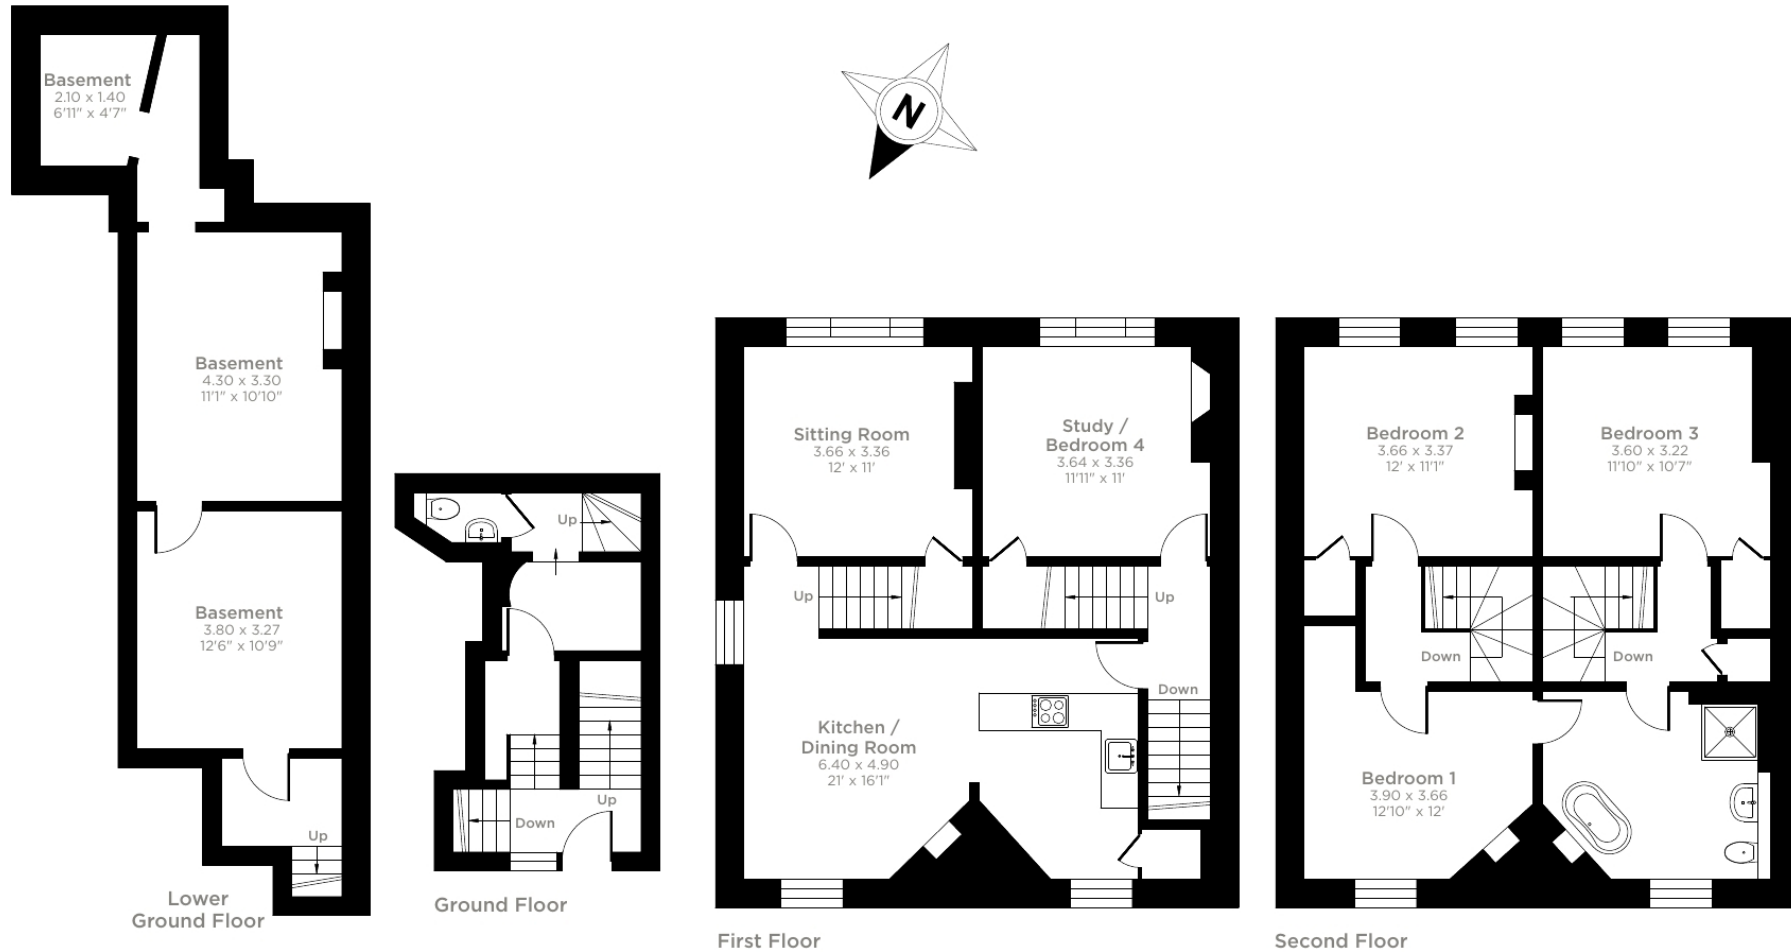 Basement
2.10 x 1.40
6'11" x 4'7"
N
Basement
4.30 x 3.30
11'1" x 10'10"
Basement
3.80 x 3.27
12'6" x 10'9"
Up
Lower
Ground Floor
Up
Up
Down
Ground Floor
Sitting Room
3.66 x 3.36
12' x 11'
Study /
Bedroom 4
3.64 x 3.36
11'11" x 11'
Up
Up
Down
Kitchen /
Dining Room
6.40 x 4.90
21' x 16'1"
First Floor
Bedroom 2
3.66 x 3.37
12' x 11'1"
Bedroom 3
3.60 x 3.22
11'10" x 10'7"
Down
Down
Bedroom 1
3.90 x 3.66
12'10" x 12'
Second Floor